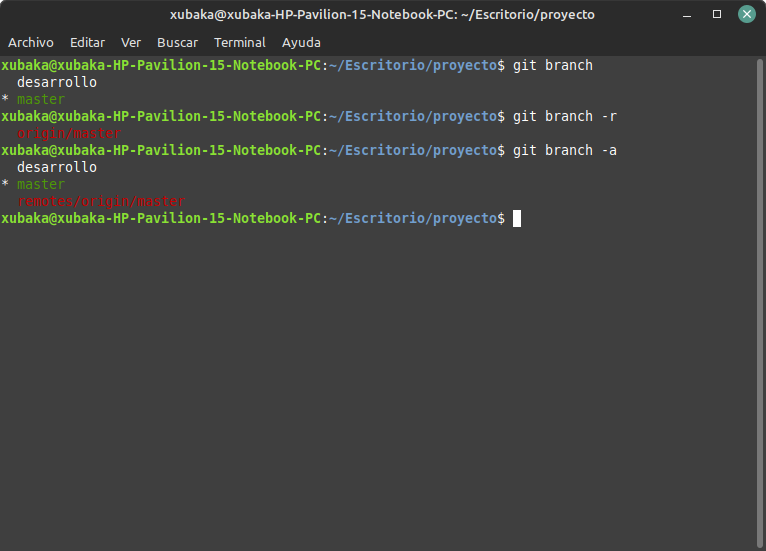 xubaka@xubaka-HP-Pavilion-15-Notebook-PC: ~/Escritorio/proyecto
Archivo Editar Ver Buscar Terminal Ayuda
xubaka@xubaka-HP-Pavilion-15-Notebook-PC:~/Escritorio/proyecto$ git branch
  desarrollo
* master
xubaka@xubaka-HP-Pavilion-15-Notebook-PC:~/Escritorio/proyecto$ git branch -r
  origin/master
xubaka@xubaka-HP-Pavilion-15-Notebook-PC:~/Escritorio/proyecto$ git branch -a
  desarrollo
* master
  remotes/origin/master
xubaka@xubaka-HP-Pavilion-15-Notebook-PC:~/Escritorio/proyecto$